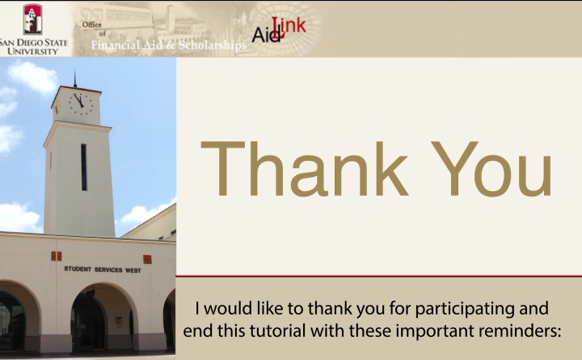 SAN DIEGO STATE
UNIVERSITY
Office
of
Financial Aid & Scholarships
AidLink
Thank You
STUDENT SERVICES WEST
I would like to thank you for participating and
end this tutorial with these important reminders: